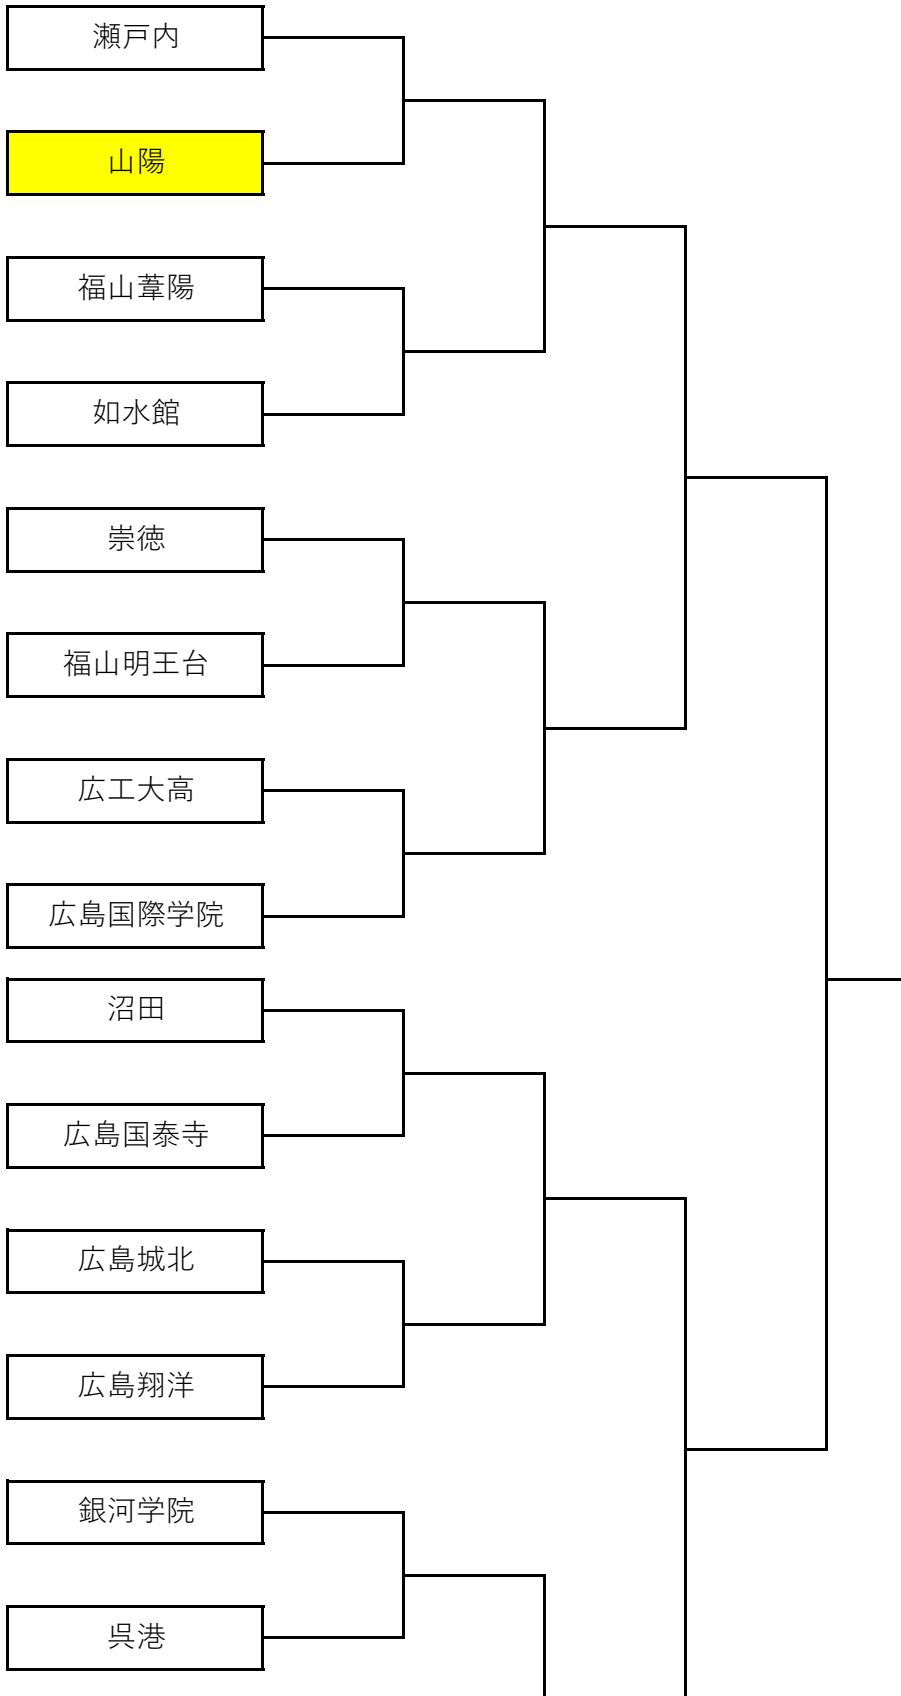 瀬戸内
山陽
福山葦陽
如水館
崇徳
福山明王台
広工大高
広島国際学院
沼田
広島国泰寺
広島城北
広島翔洋
銀河学院
呉港